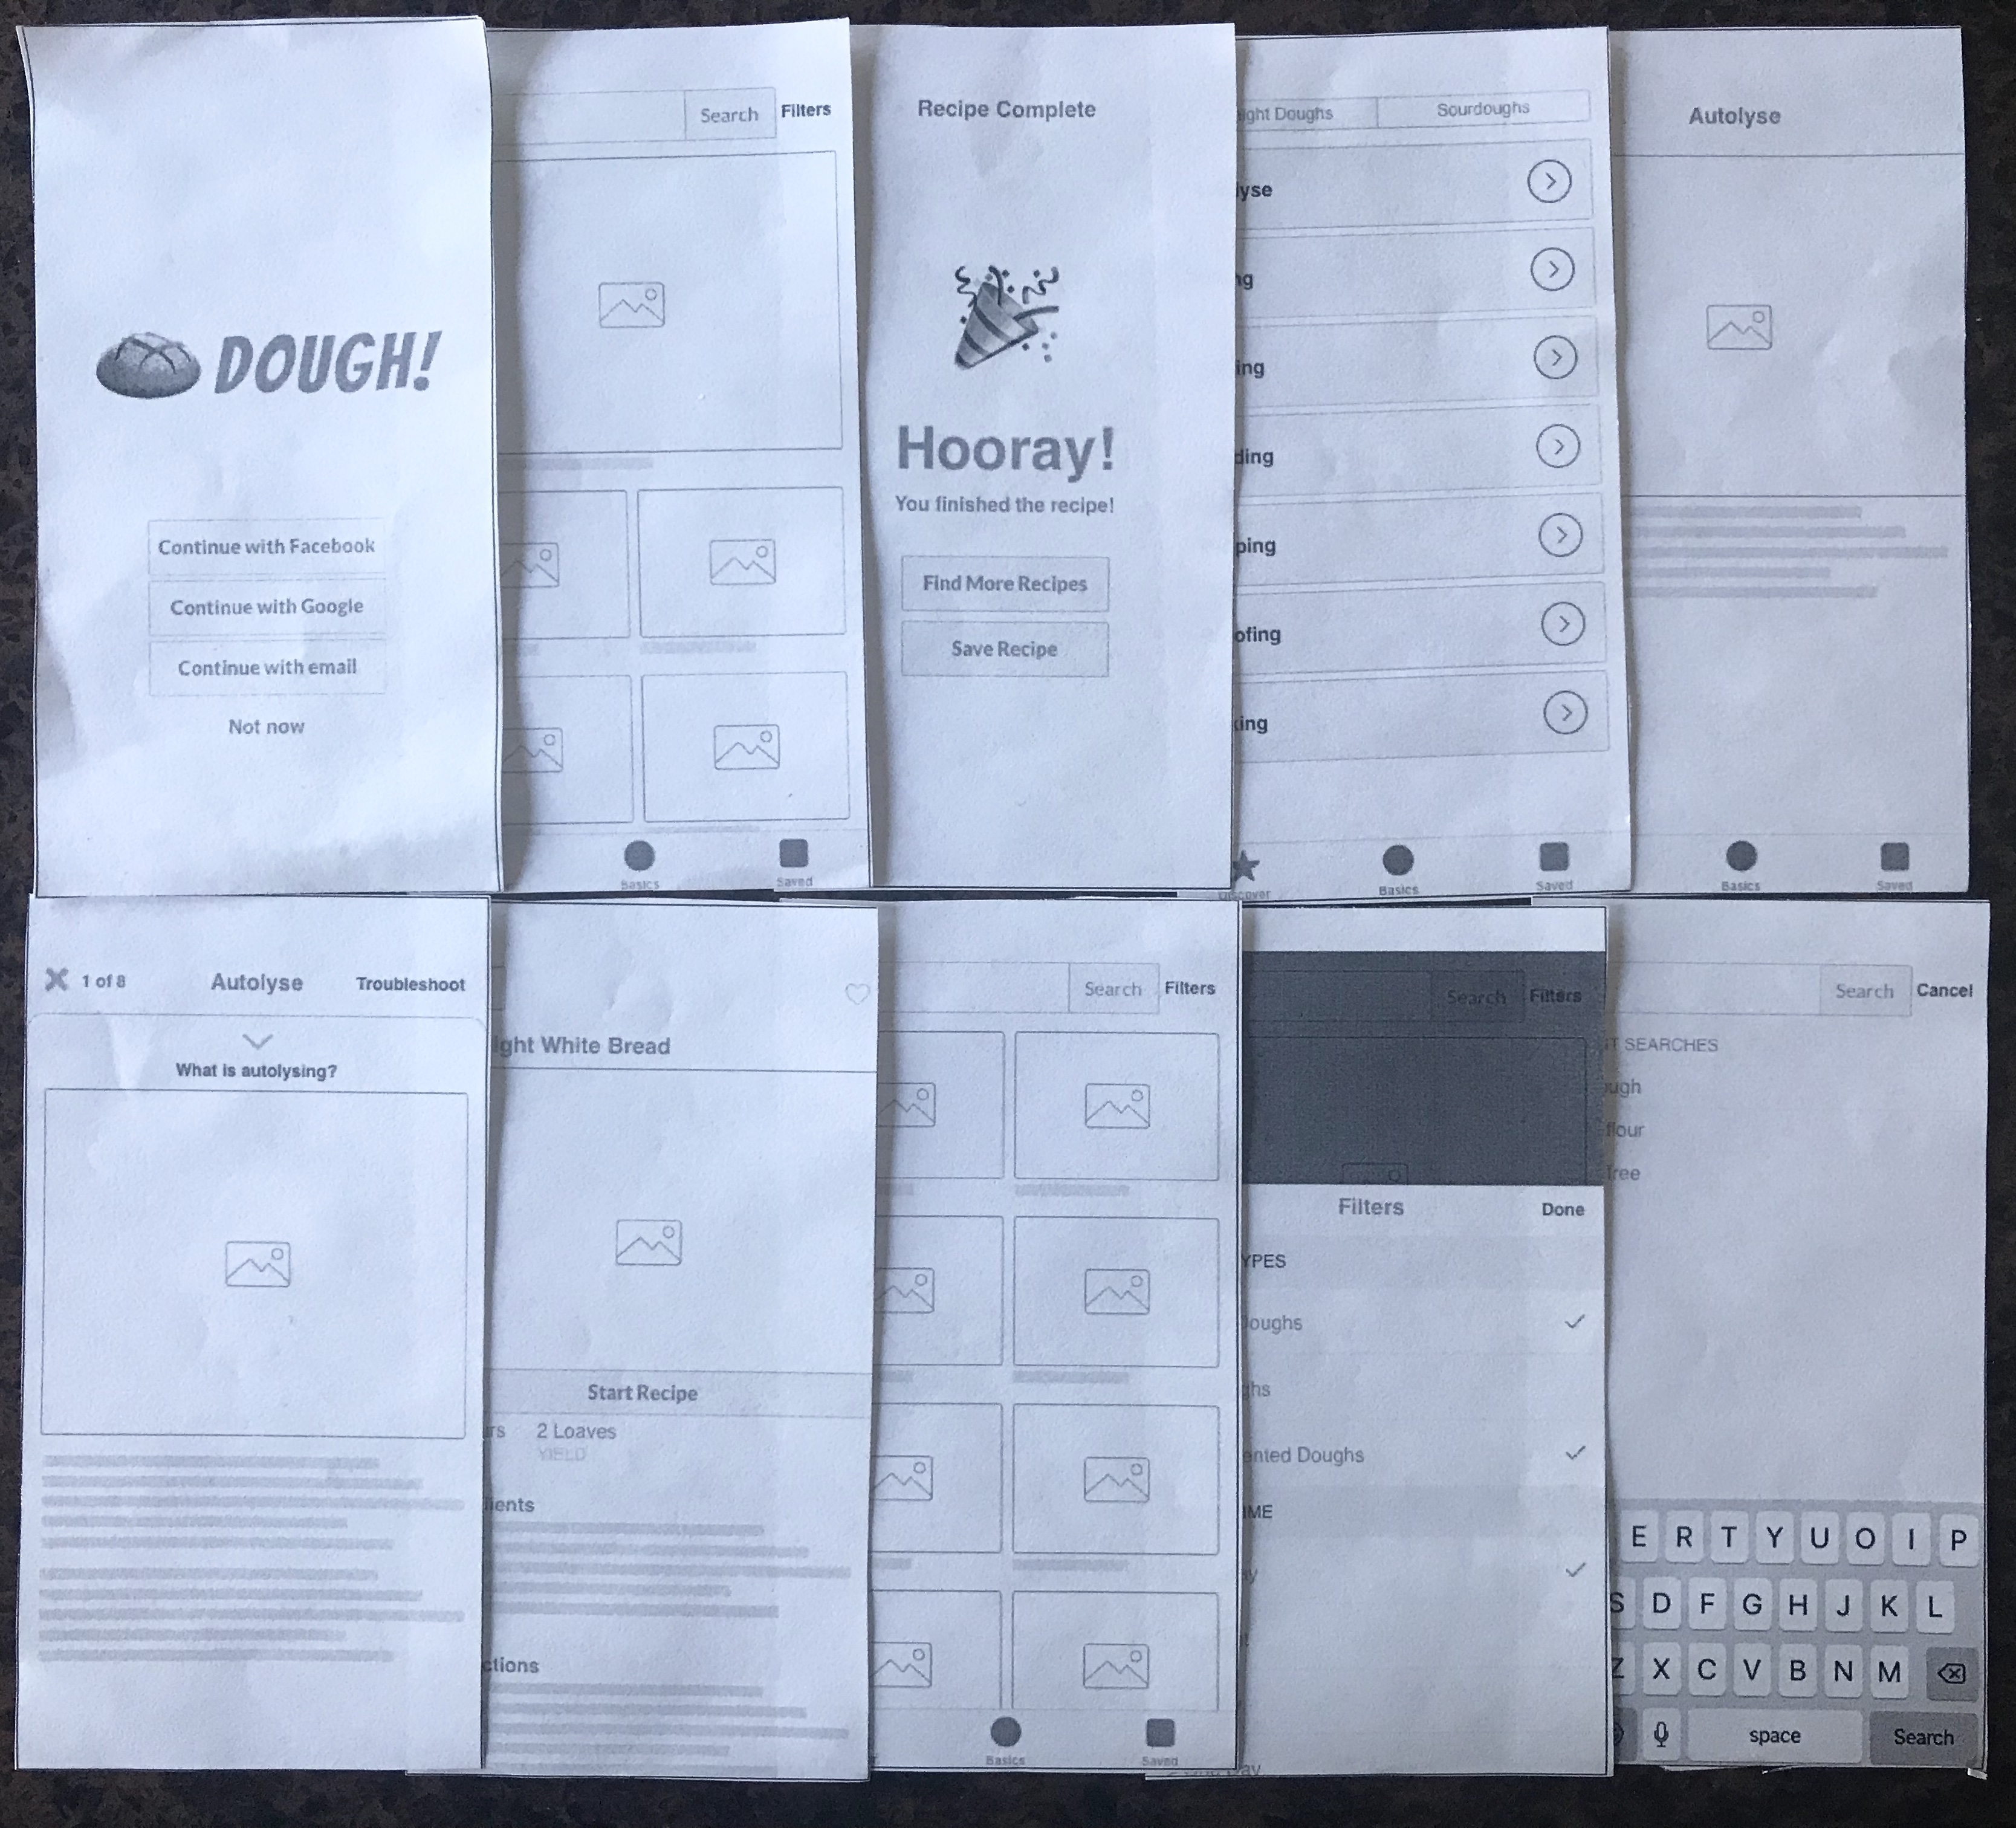 DOUGH!
Continue with Facebook
Continue with Google
Continue with email
Not now
Search Filters
Basics Saved
Recipe Complete
Hooray!
You finished the recipe!
Find More Recipes
Save Recipe
ight Doughs Sourdoughs
lyse
ng
ing
ding
ping
ofing
king
Discover Basics Saved
Autolyse
Basics Saved
1 of 8 Autolyse Troubleshoot
What is autolysing?
ight White Bread
Start Recipe
rs 2 Loaves
YIELD
ients
ctions
Search Filters
Basics Saved
Search Filters
Filters Done
YPES
oughs
ghs
ented Doughs
IME
y
Day
Search Cancel
T SEARCHES
ugh
flour
free
E R T Y U O I P
S D F G H J K L
Z X C V B N M
space Search